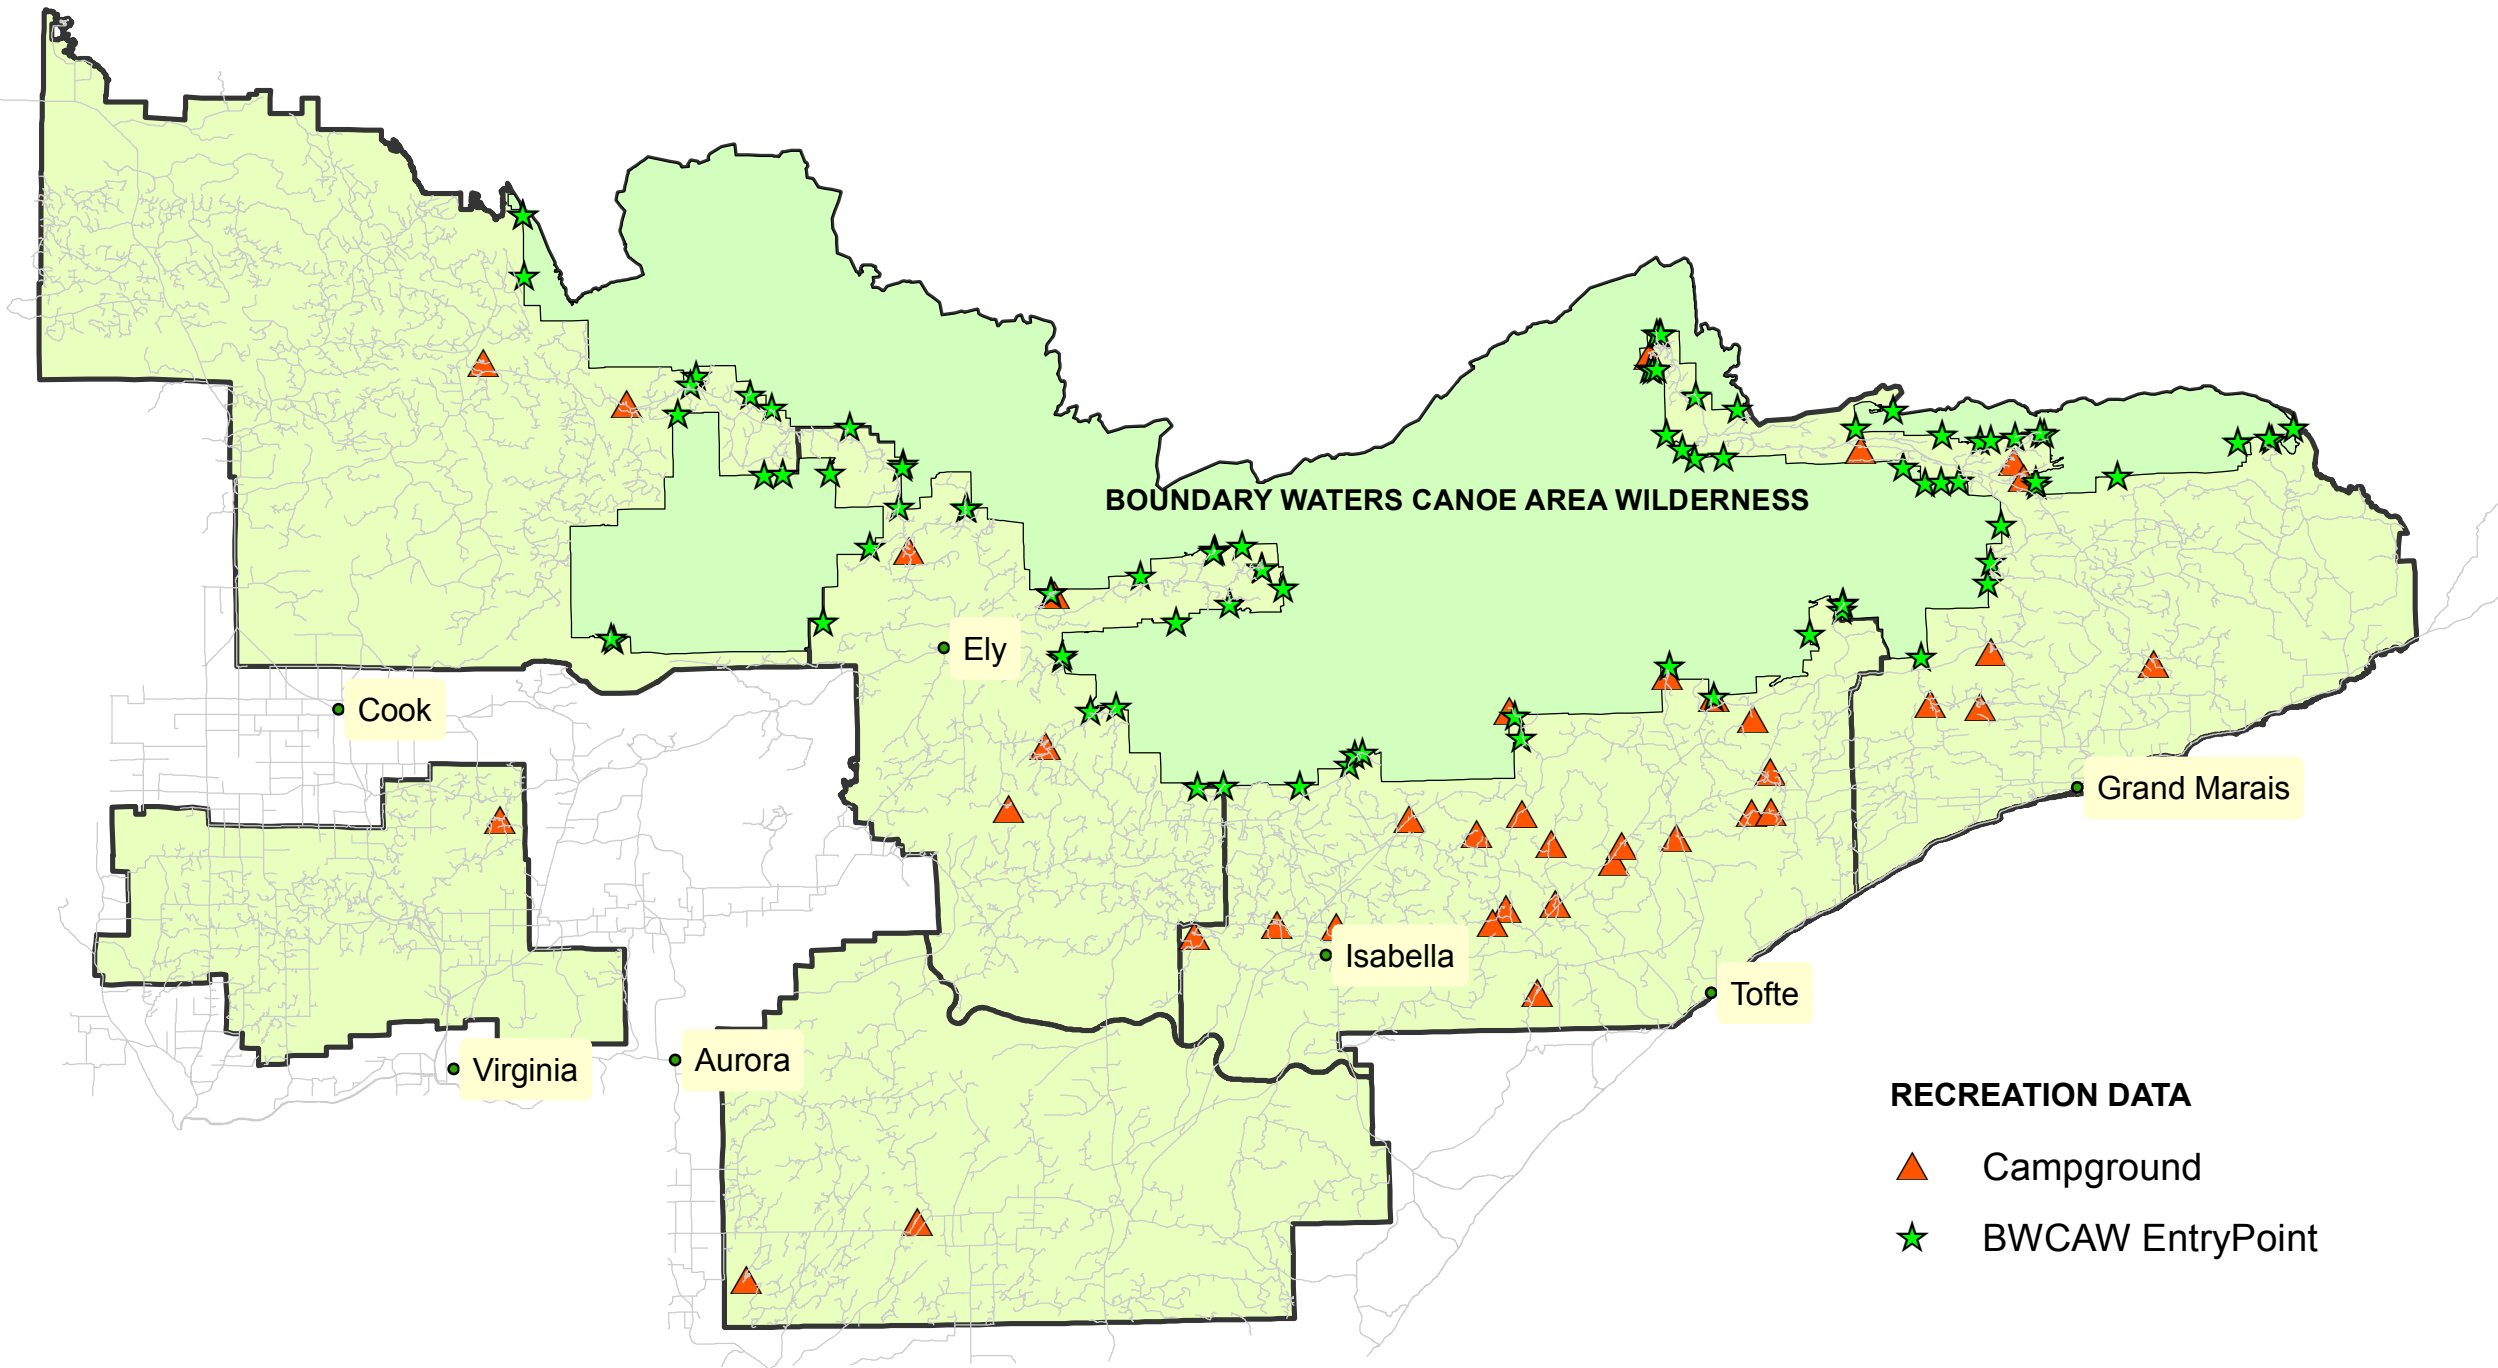 BOUNDARY WATERS CANOE AREA WILDERNESS
Ely
Cook
Grand Marais
Isabella
Tofte
Virginia
Aurora
RECREATION DATA
Campground
BWCAW EntryPoint